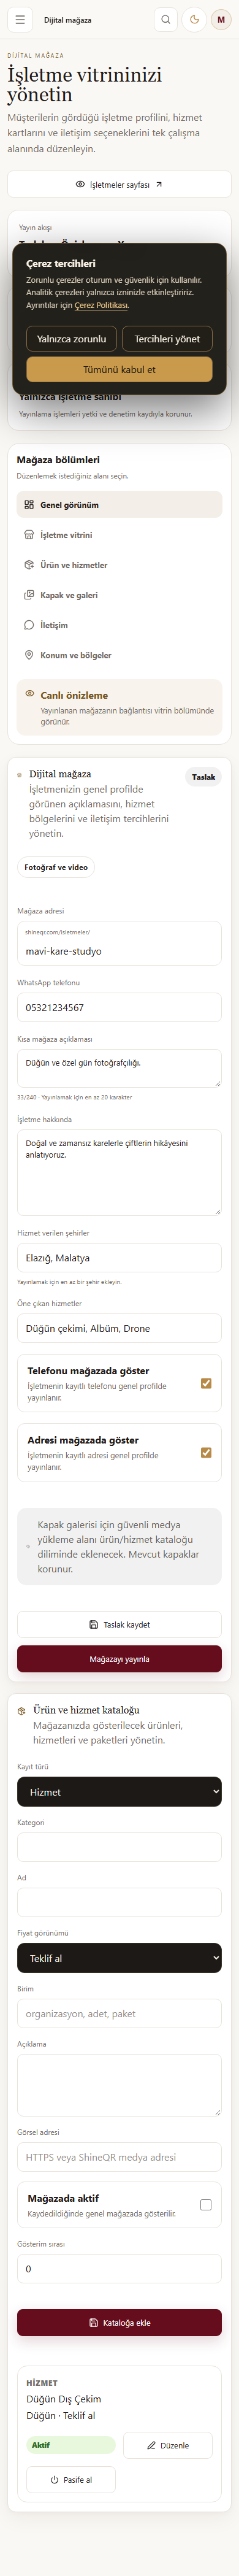 Dijital mağaza
M
DİJİTAL MAĞAZA
İşletme vitrininizi
yönetin
Müşterilerin gördüğü işletme profilini, hizmet
kartlarını ve iletişim seçeneklerini tek çalışma
alanında düzenleyin.
İşletmeler sayfası
Yayın akışı
Çerez tercihleri
Zorunlu çerezler oturum ve güvenlik için kullanılır.
Analitik çerezleri yalnızca izninizle etkinleştiririz.
Ayrıntılar için Çerez Politikası.
Yalnızca zorunlu
Tercihleri yönet
Tümünü kabul et
Yalnızca işletme sahibi
Yayınlama işlemleri yetki ve denetim kaydıyla korunur.
Mağaza bölümleri
Düzenlemek istediğiniz alanı seçin.
Genel görünüm
İşletme vitrini
Ürün ve hizmetler
Kapak ve galeri
İletişim
Konum ve bölgeler
Canlı önizleme
Yayınlanan mağazanın bağlantısı vitrin bölümünde
görünür.
Dijital mağaza
Taslak
İşletmenizin genel profilde
görünen açıklamasını, hizmet
bölgelerini ve iletişim tercihlerini
yönetin.
Fotoğraf ve video
Mağaza adresi
shineqr.com/isletmeler/
mavi-kare-studyo
WhatsApp telefonu
05321234567
Kısa mağaza açıklaması
Düğün ve özel gün fotoğrafçılığı.
33/240 · Yayınlamak için en az 20 karakter
İşletme hakkında
Doğal ve zamansız karelerle çiftlerin hikâyesini
anlatıyoruz.
Hizmet verilen şehirler
Elazığ, Malatya
Yayınlamak için en az bir şehir ekleyin.
Öne çıkan hizmetler
Düğün çekimi, Albüm, Drone
Telefonu mağazada göster
İşletmenin kayıtlı telefonu genel profilde
yayınlanır.
Adresi mağazada göster
İşletmenin kayıtlı adresi genel profilde
yayınlanır.
Kapak galerisi için güvenli medya
yükleme alanı ürün/hizmet kataloğu
diliminde eklenecek. Mevcut kapaklar
korunur.
Taslak kaydet
Mağazayı yayınla
Ürün ve hizmet kataloğu
Mağazanızda gösterilecek ürünleri,
hizmetleri ve paketleri yönetin.
Kayıt türü
Hizmet
Kategori
Ad
Fiyat görünümü
Teklif al
Birim
organizasyon, adet, paket
Açıklama
Görsel adresi
HTTPS veya ShineQR medya adresi
Mağazada aktif
Kaydedildiğinde genel mağazada gösterilir.
Gösterim sırası
0
Kataloğa ekle
HİZMET
Düğün Dış Çekim
Düğün · Teklif al
Aktif
Düzenle
Pasife al